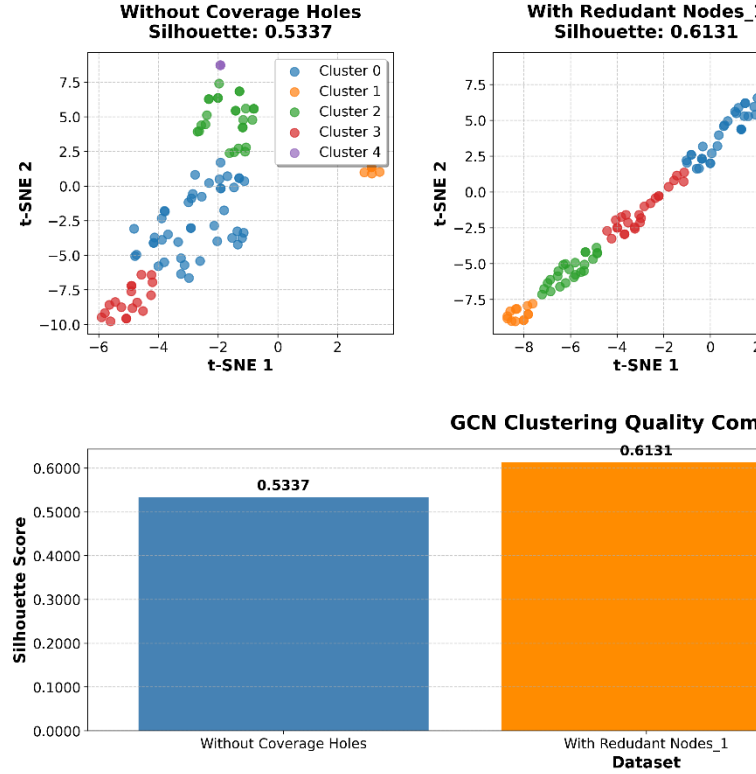 Without Coverage Holes
Silhouette: 0.5337
With Redudant Nodes_1
Silhouette: 0.6131
t-SNE 2
7.5
5.0
2.5
0.0
−2.5
−5.0
−7.5
−10.0
Cluster 0
Cluster 1
Cluster 2
Cluster 3
Cluster 4
−6
−4
−2
0
2
t-SNE 1
t-SNE 2
7.5
5.0
2.5
0.0
−2.5
−5.0
−7.5
−8
−6
−4
−2
0
t-SNE 1
GCN Clustering Quality Com
Silhouette Score
0.6000
0.5000
0.4000
0.3000
0.2000
0.1000
0.0000
0.5337
0.6131
Without Coverage Holes
With Redudant Nodes_1
Dataset